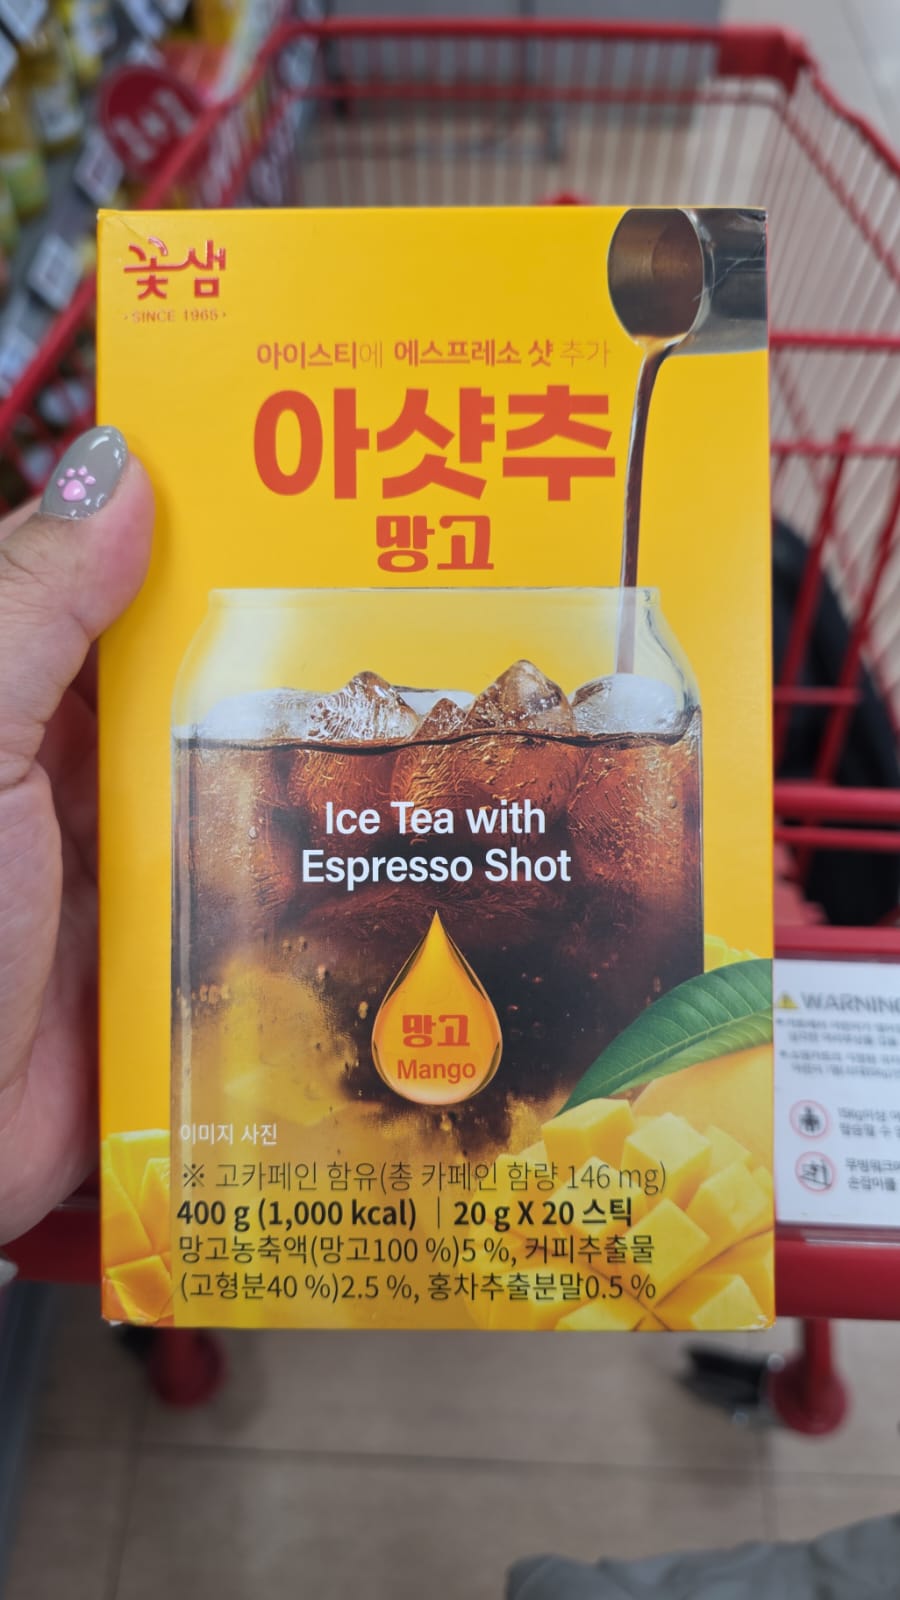 1+1
꽃샘
SINCE 1965
아이스티에 에스프레소 샷 추가
아샷추
망고
Ice Tea with
Espresso Shot
망고
Mango
이미지 사진
※ 고카페인 함유(총 카페인 함량 146 mg)
400 g (1,000 kcal) | 20 g X 20 스틱
망고농축액(망고100 %)5 %, 커피추출물
(고형분40 %)2.5 %, 홍차추출분말0.5 %
WARNING